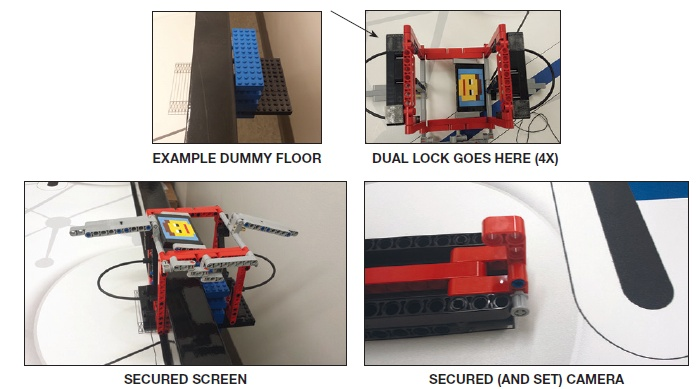 EXAMPLE DUMMY FLOOR
DUAL LOCK GOES HERE (4X)
SECURED SCREEN
SECURED (AND SET) CAMERA